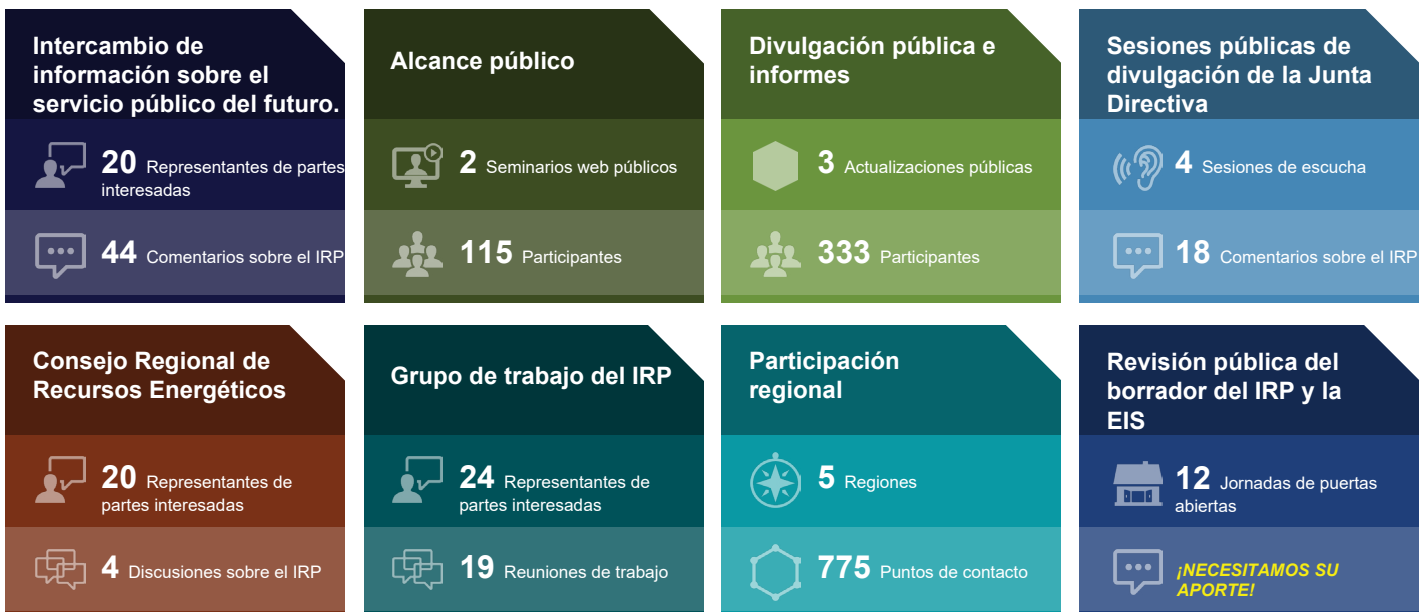 Intercambio de
información sobre el
servicio público del futuro.
20 Representantes de partes
interesadas
44 Comentarios sobre el IRP
Alcance público
2 Seminarios web públicos
115 Participantes
Divulgación pública e
informes
3 Actualizaciones públicas
333 Participantes
Sesiones públicas de
divulgación de la Junta
Directiva
4 Sesiones de escucha
18 Comentarios sobre el IRP
Consejo Regional de
Recursos Energéticos
20 Representantes de
partes interesadas
4 Discusiones sobre el IRP
Grupo de trabajo del IRP
24 Representantes de
partes interesadas
19 Reuniones de trabajo
Participación
regional
5 Regiones
775 Puntos de contacto
Revisión pública del
borrador del IRP y la
EIS
12 Jornadas de puertas
abiertas
¡NECESITAMOS SU
APORTE!